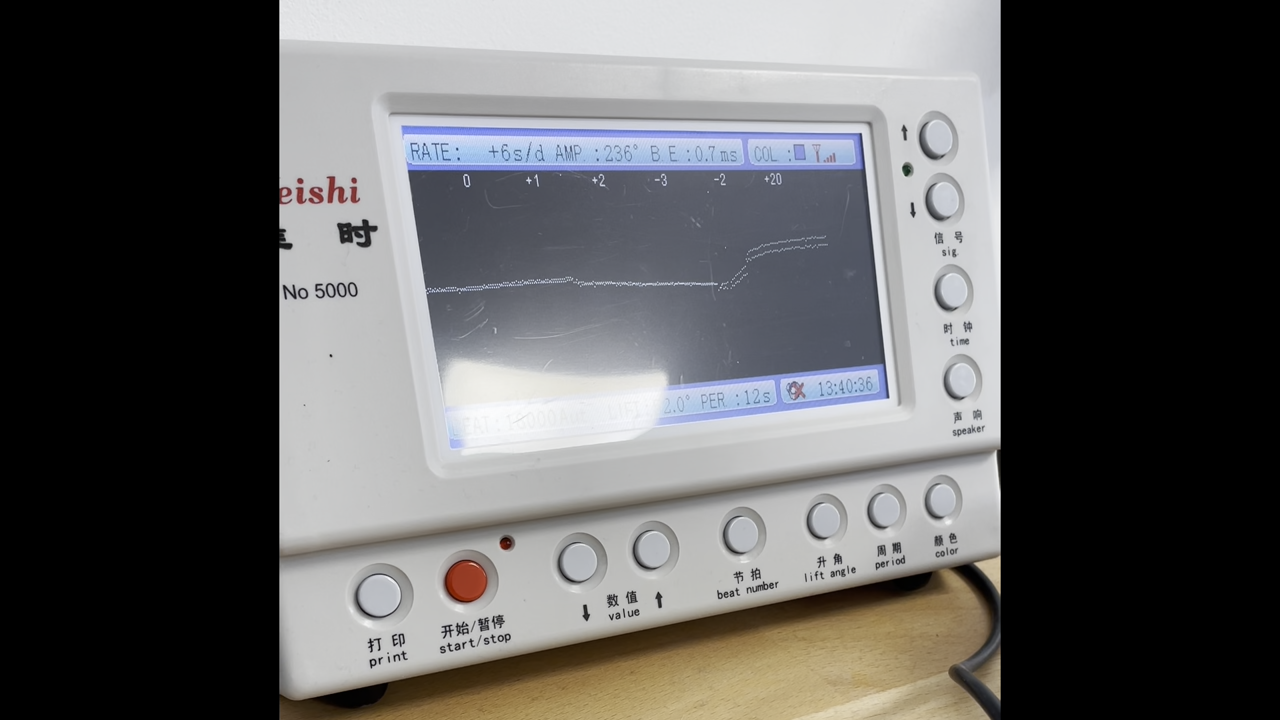 RATE: +6s/d AMP :236° B E :0.7ms COL :
0 +1 +2 -3 -2 +20
eishi
时
No 5000
2.0° PER :12s 13:40:36
信号
sig.
时钟
time
声响
speaker
打印
print
开始/暂停
start/stop
数值
value
节拍
beat number
升角
lift angle
周期
period
颜色
color